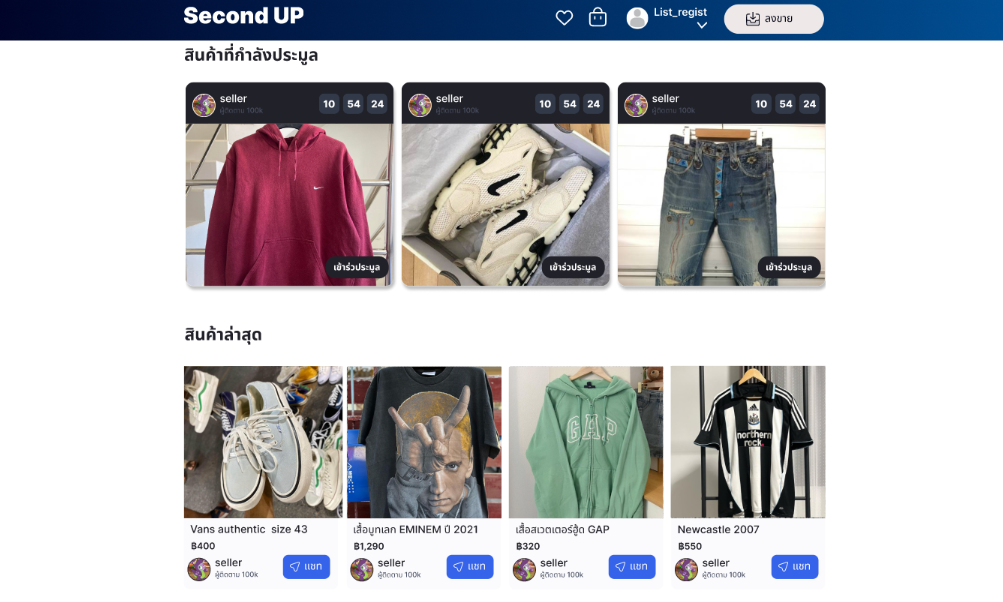 Second UP
List_regist
ลงขาย
สินค้าที่กำลังประมูล
seller
ผู้ติดตาม 100k
10 54 24
seller
ผู้ติดตาม 100k
10 54 24
seller
ผู้ติดตาม 100k
10 54 24
เข้าร่วประมูล
เข้าร่วประมูล
เข้าร่วประมูล
สินค้าล่าสุด
GAP
northern
rock.
Vans authentic size 43
฿400
seller
ผู้ติดตาม 100k
แชท
เสื้อบูทเลก EMINEM ปี 2021
฿1,290
seller
ผู้ติดตาม 100k
แชท
เสื้อสเวตเตอร์ฮู้ด GAP
฿320
seller
ผู้ติดตาม 100k
แชท
Newcastle 2007
฿550
seller
ผู้ติดตาม 100k
แชท